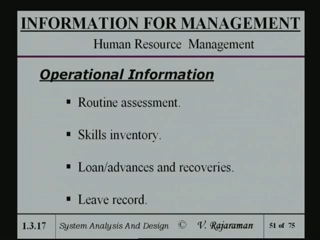 INFORMATION FOR MANAGEMENT
Human Resource Management
Operational Information
▪ Routine assessment.
▪ Skills inventory.
▪ Loan/advances and recoveries.
▪ Leave record.
1.3.17 System Analysis And Design © V. Rajaraman 51 of 75